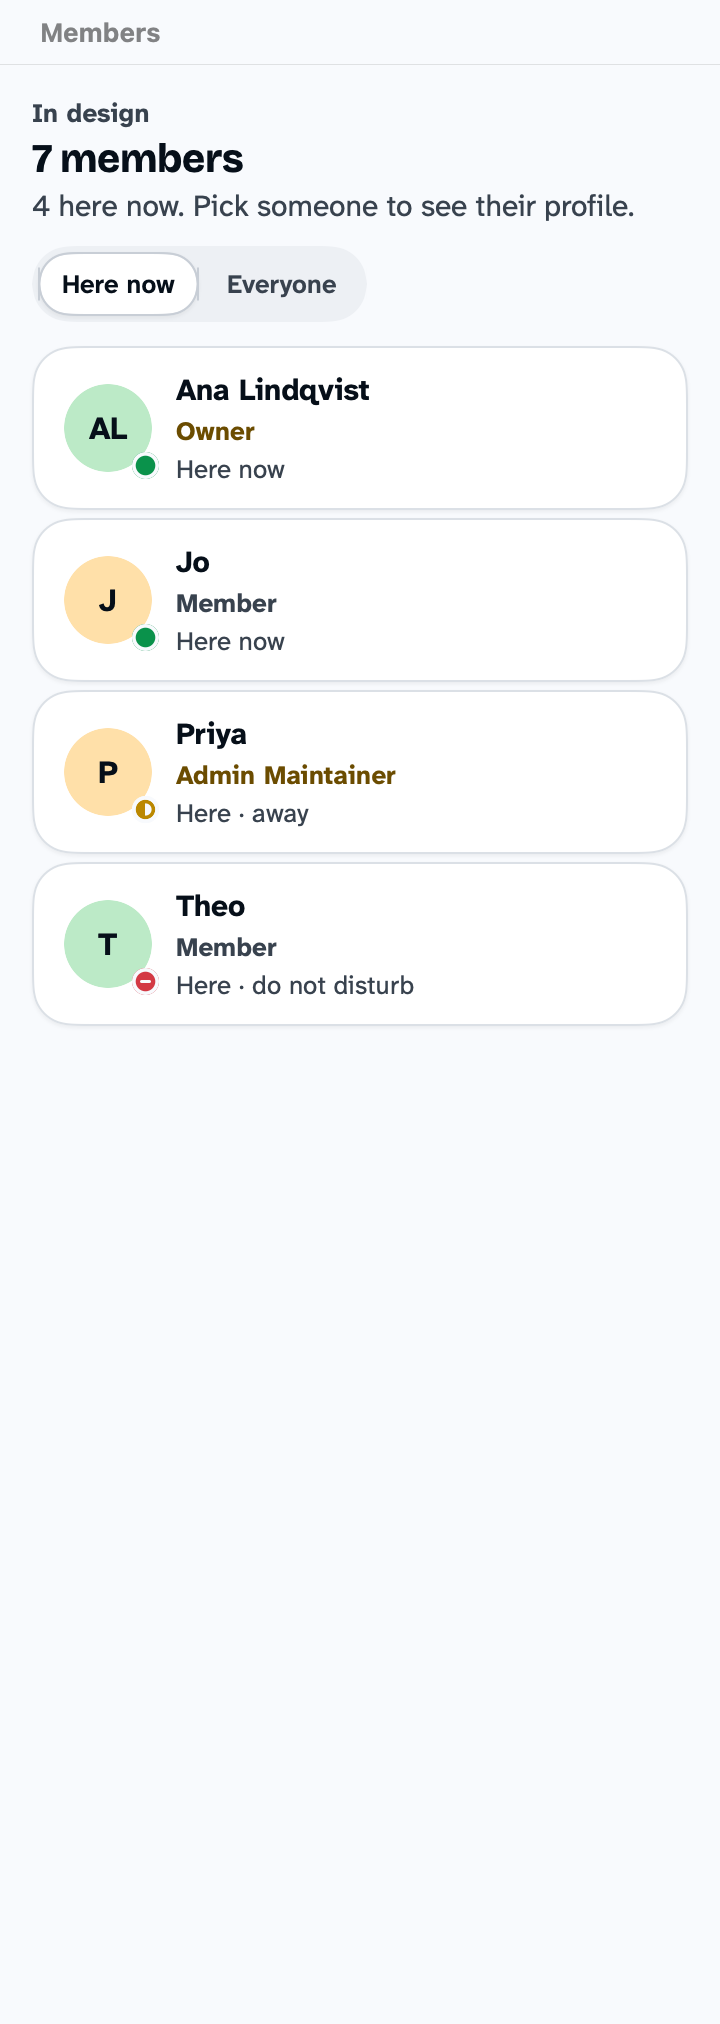 Members
In design
7 members
4 here now. Pick someone to see their profile.
Here now Everyone
AL
Ana Lindqvist
Owner
Here now
J
Jo
Member
Here now
P
Priya
Admin Maintainer
Here · away
T
Theo
Member
Here · do not disturb